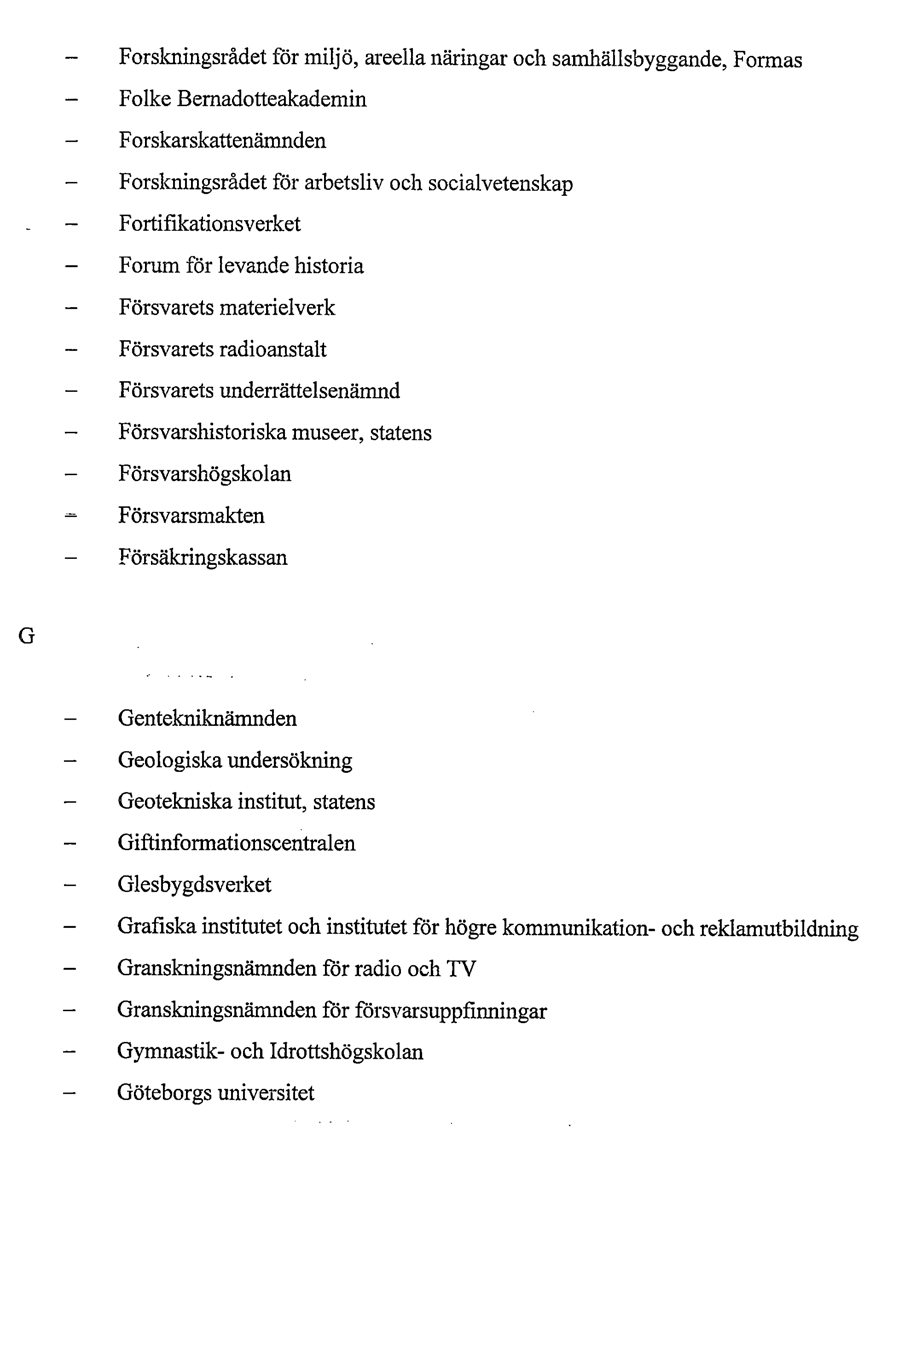 – Forskningsrådet för miljö, areella näringar och samhällsbyggande, Formas
– Folke Bernadotteakademin
– Forskarskattenämnden
– Forskningsrådet för arbetsliv och socialvetenskap
– Fortifikationsverket
– Forum för levande historia
– Försvarets materielverk
– Försvarets radioanstalt
– Försvarets underrättelsenämnd
– Försvarshistoriska museer, statens
– Försvarshögskolan
– Försvarsmakten
– Försäkringskassan
G
– Gentekniknämnden
– Geologiska undersökning
– Geotekniska institut, statens
– Giftinformationscentralen
– Glesbygdsverket
– Grafiska institutet och institutet för högre kommunikation- och reklamutbildning
– Granskningsnämnden för radio och TV
– Granskningsnämnden för försvarsuppfinningar
– Gymnastik- och Idrottshögskolan
– Göteborgs universitet